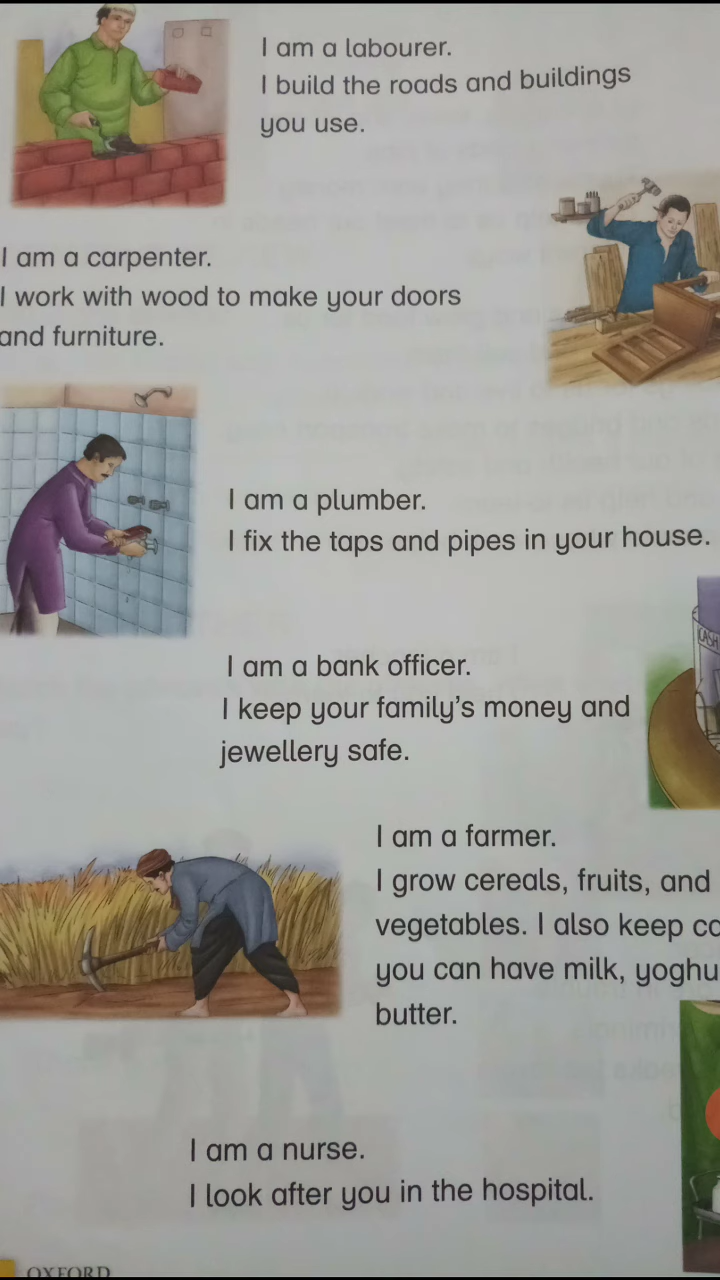 I am a labourer.
I build the roads and buildings
you use.
I am a carpenter.
I work with wood to make your doors
and furniture.
I am a plumber.
I fix the taps and pipes in your house.
CASH
I am a bank officer.
I keep your family's money and
jewellery safe.
I am a farmer.
I grow cereals, fruits, and
vegetables. I also keep
you can have milk,
butter.
I am a nurse.
I look after you in the hospital.
OXFORD